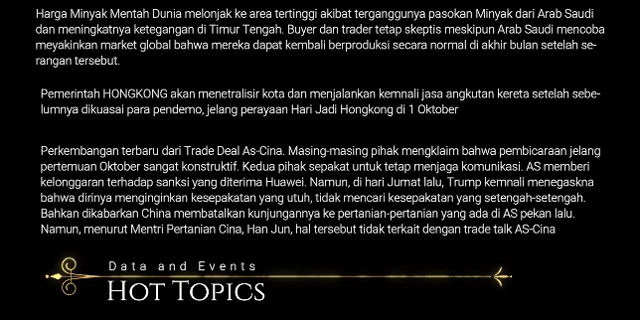 Harga Minyak Mentah Dunia melonjak ke area tertinggi akibat terganggunya pasokan Minyak dari Arab Saudi
dan meningkatnya ketegangan di Timur Tengah. Buyer dan trader tetap skeptis meskipun Arab Saudi mencoba
meyakinkan market global bahwa mereka dapat kembali berproduksi secara normal di akhir bulan setelah se-
rangan tersebut.
Pemerintah HONGKONG akan menetralisir kota dan menjalankan kemnali jasa angkutan kereta setelah sebe-
lumnya dikuasai para pendemo, jelang perayaan Hari Jadi Hongkong di 1 Oktober
Perkembangan terbaru dari Trade Deal As-Cina. Masing-masing pihak mengklaim bahwa pembicaraan jelang
pertemuan Oktober sangat konstruktif. Kedua pihak sepakat untuk tetap menjaga komunikasi. AS memberi
kelonggaran terhadap sanksi yang diterima Huawei. Namun, di hari Jumat lalu, Trump kemnali menegaskna
bahwa dirinya menginginkan kesepakatan yang utuh, tidak mencari kesepakatan yang setengah-setengah.
Bahkan dikabarkan China membatalkan kunjungannya ke pertanian-pertanian yang ada di AS pekan lalu.
Namun, menurut Mentri Pertanian Cina, Han Jun, hal tersebut tidak terkait dengan trade talk AS-Cina
Data and Events
HOT TOPICS